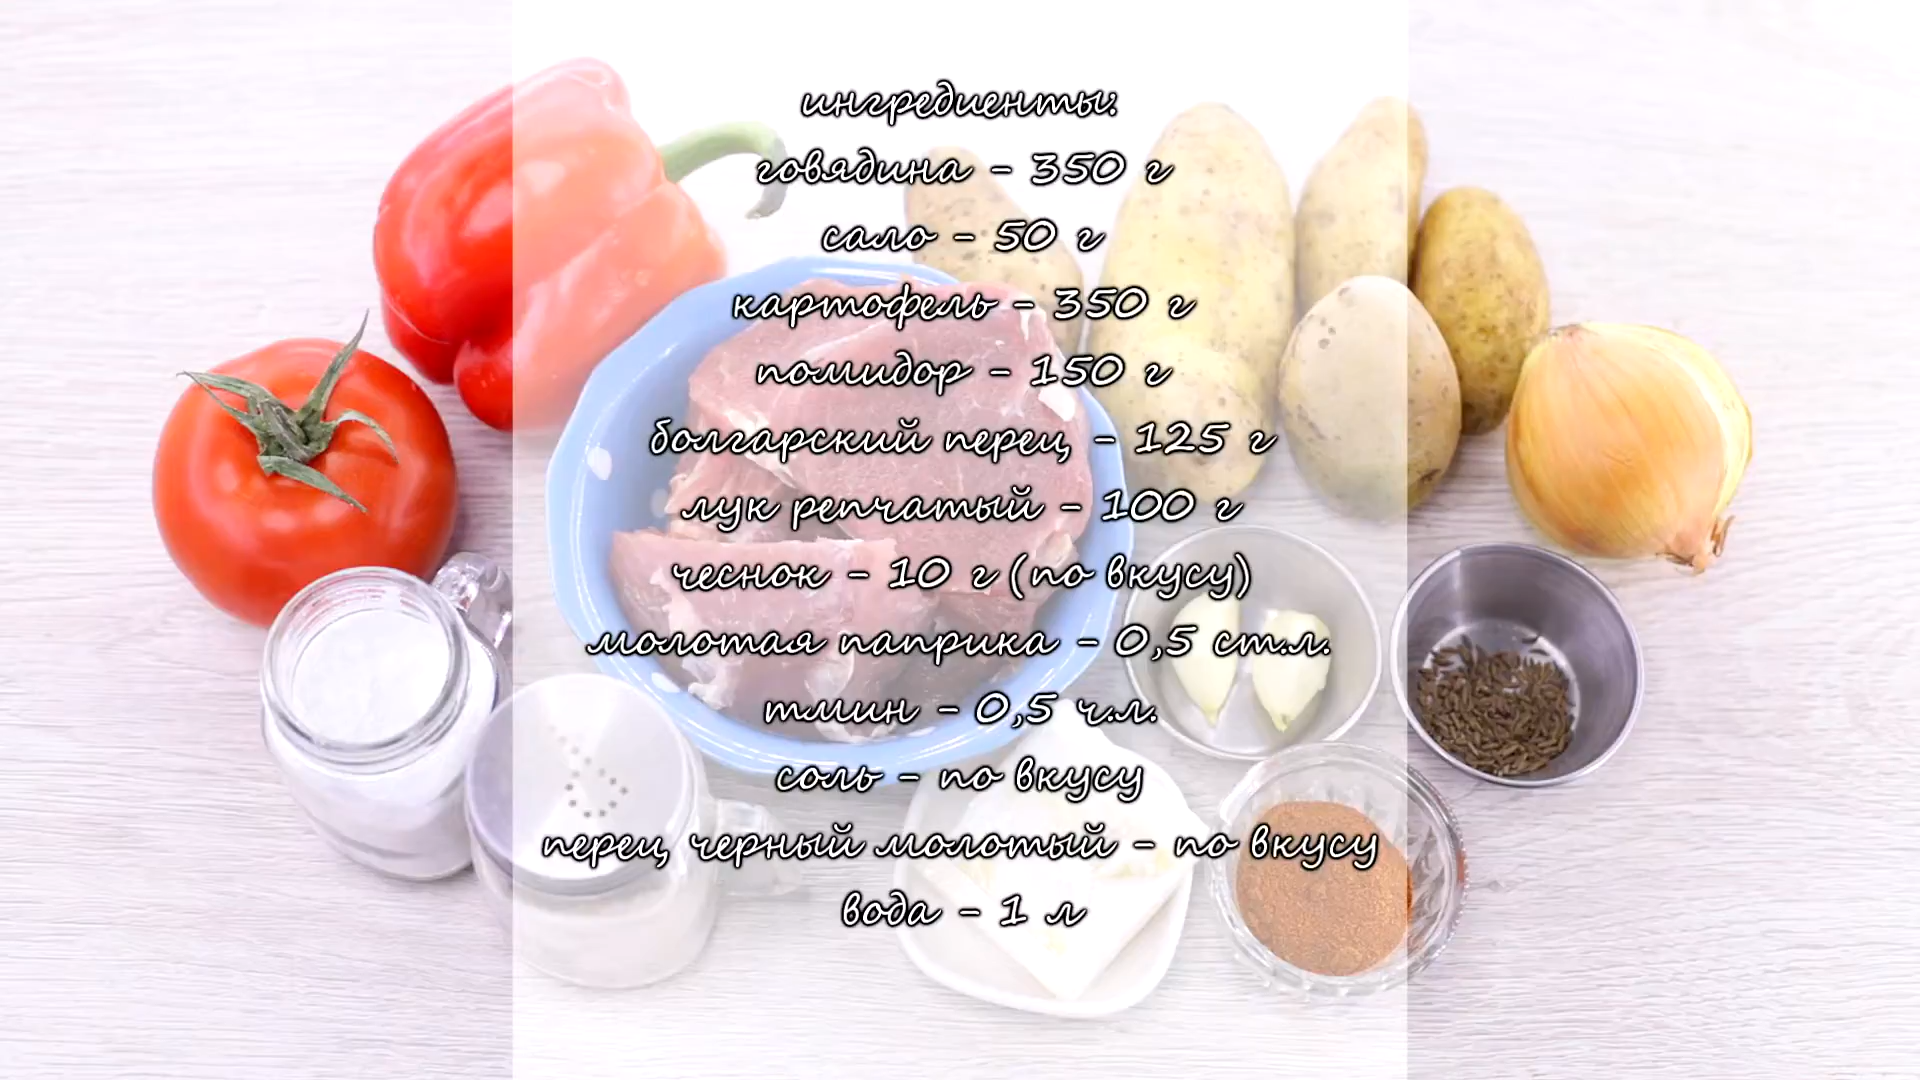 ингредиенты:
говядина - 350 г
сало - 50 г
картофель - 350 г
помидор - 150 г
болгарский перец - 125 г
лук репчатый - 100 г
чеснок - 10 г (по вкусу)
молотая паприка - 0,5 ст.л.
тмин - 0,5 ч.л.
соль - по вкусу
перец черный молотый - по вкусу
вода - 1 л